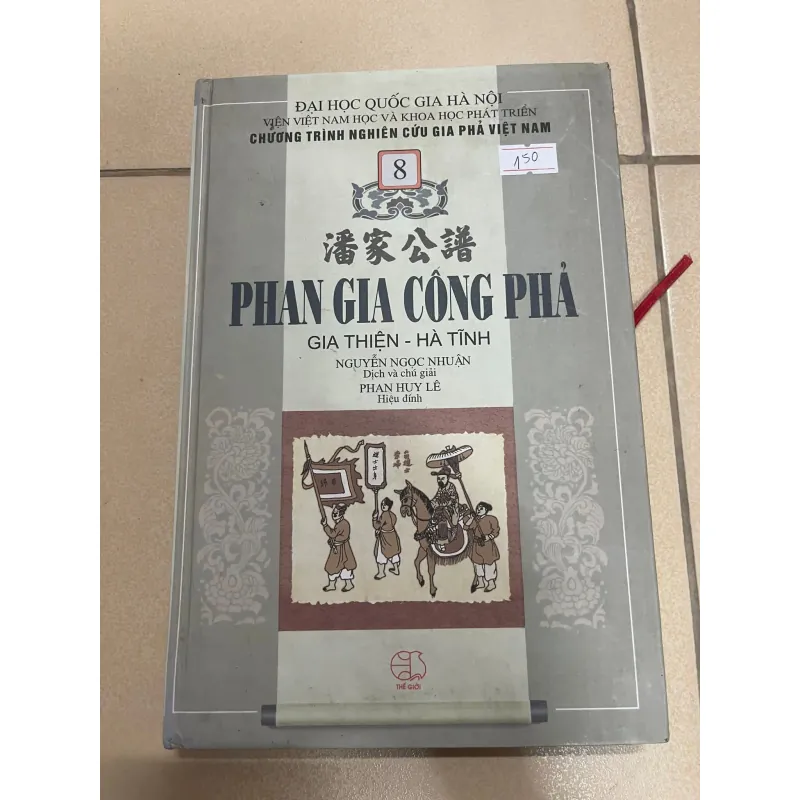 ĐẠI HỌC QUỐC GIA HÀ NỘI
VIỆN VIỆT NAM HỌC VÀ KHOA HỌC PHÁT TRIỂN
CHƯƠNG TRÌNH NGHIÊN CỨU GIA PHẢ VIỆT NAM
150
8
潘家公譜
PHAN GIA CÔNG PHẢ
GIA THIỆN - HÀ TĨNH
NGUYỄN NGỌC NHUẬN
Dịch và chú giải
PHAN HUY LÊ
Hiệu đính
THẾ GIỚI